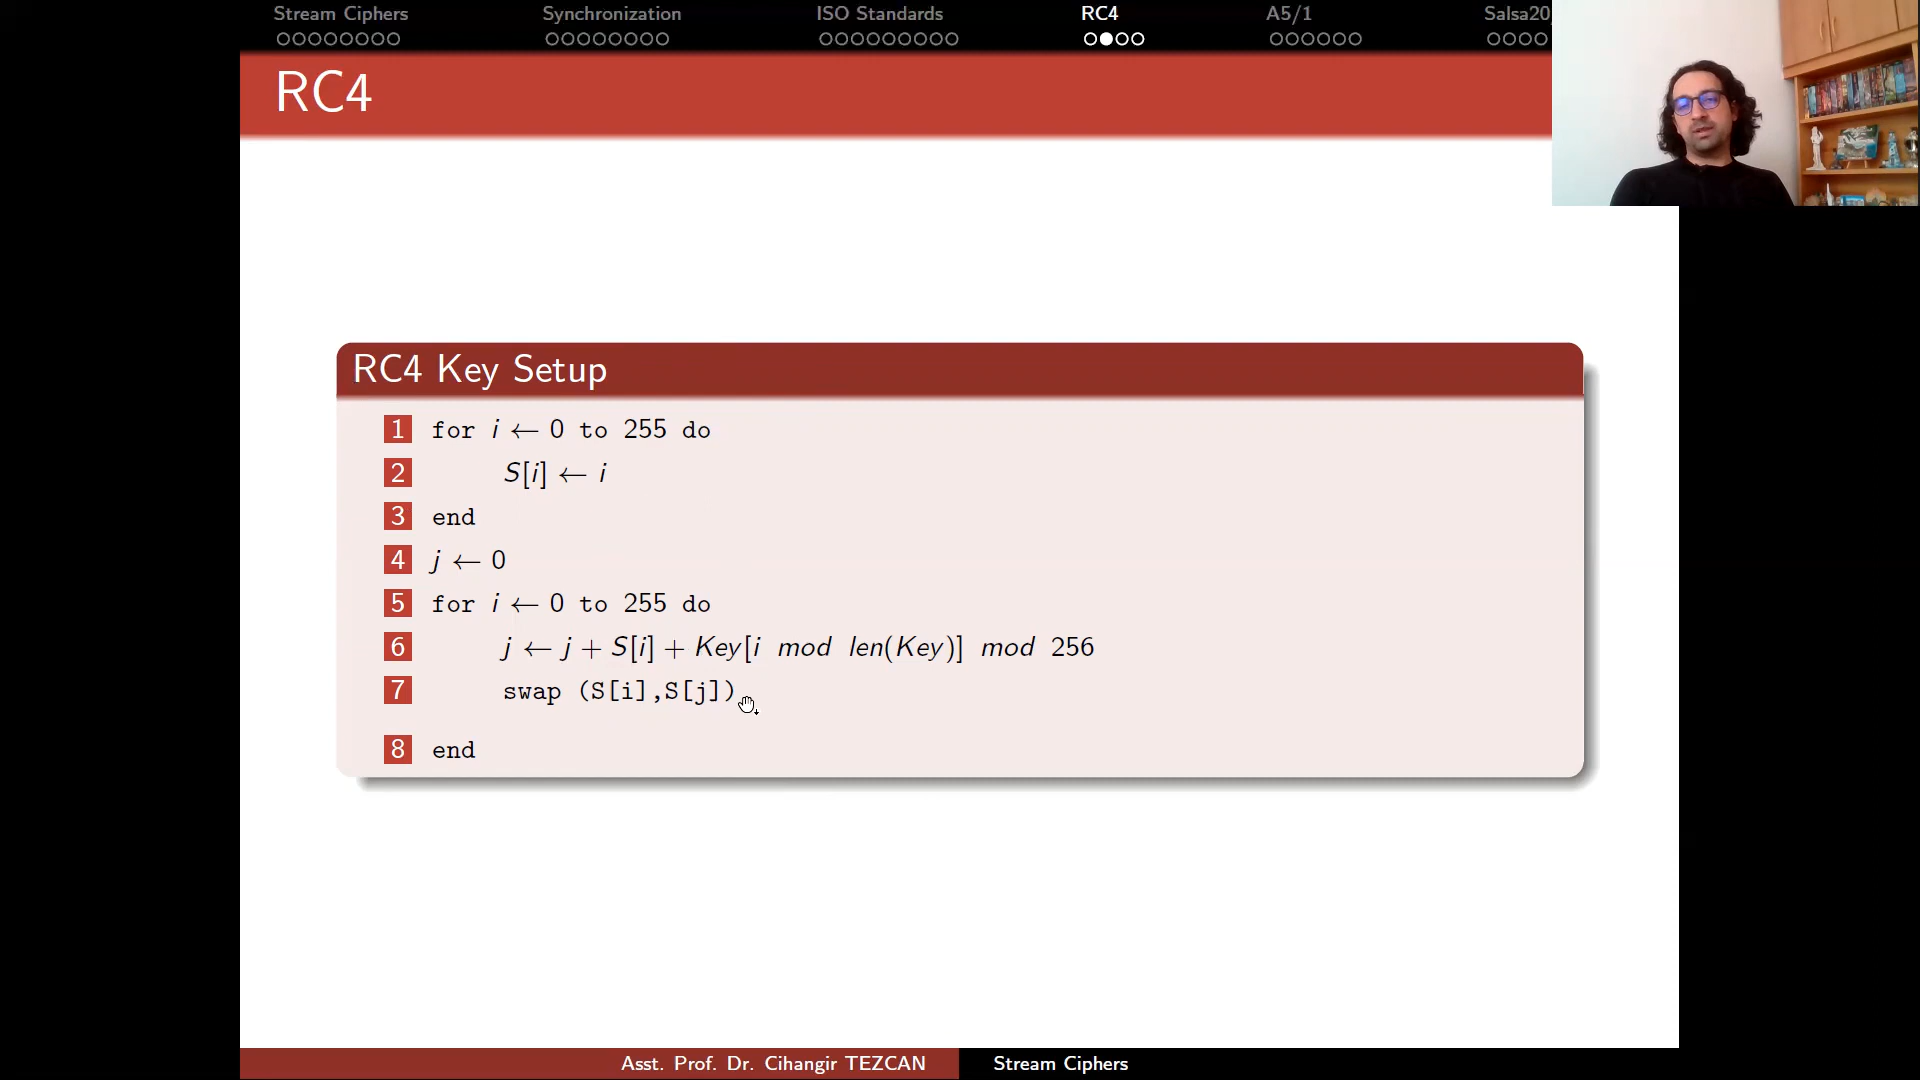 Stream Ciphers Synchronization ISO Standards RC4 A5/1 Salsa20
RC4
RC4 Key Setup
1 for i ← 0 to 255 do
2 S[i] ← i
3 end
4 j ← 0
5 for i ← 0 to 255 do
6 j ← j + S[i] + Key[i mod len(Key)] mod 256
7 swap (S[i],S[j])
8 end
Asst. Prof. Dr. Cihangir TEZCAN Stream Ciphers